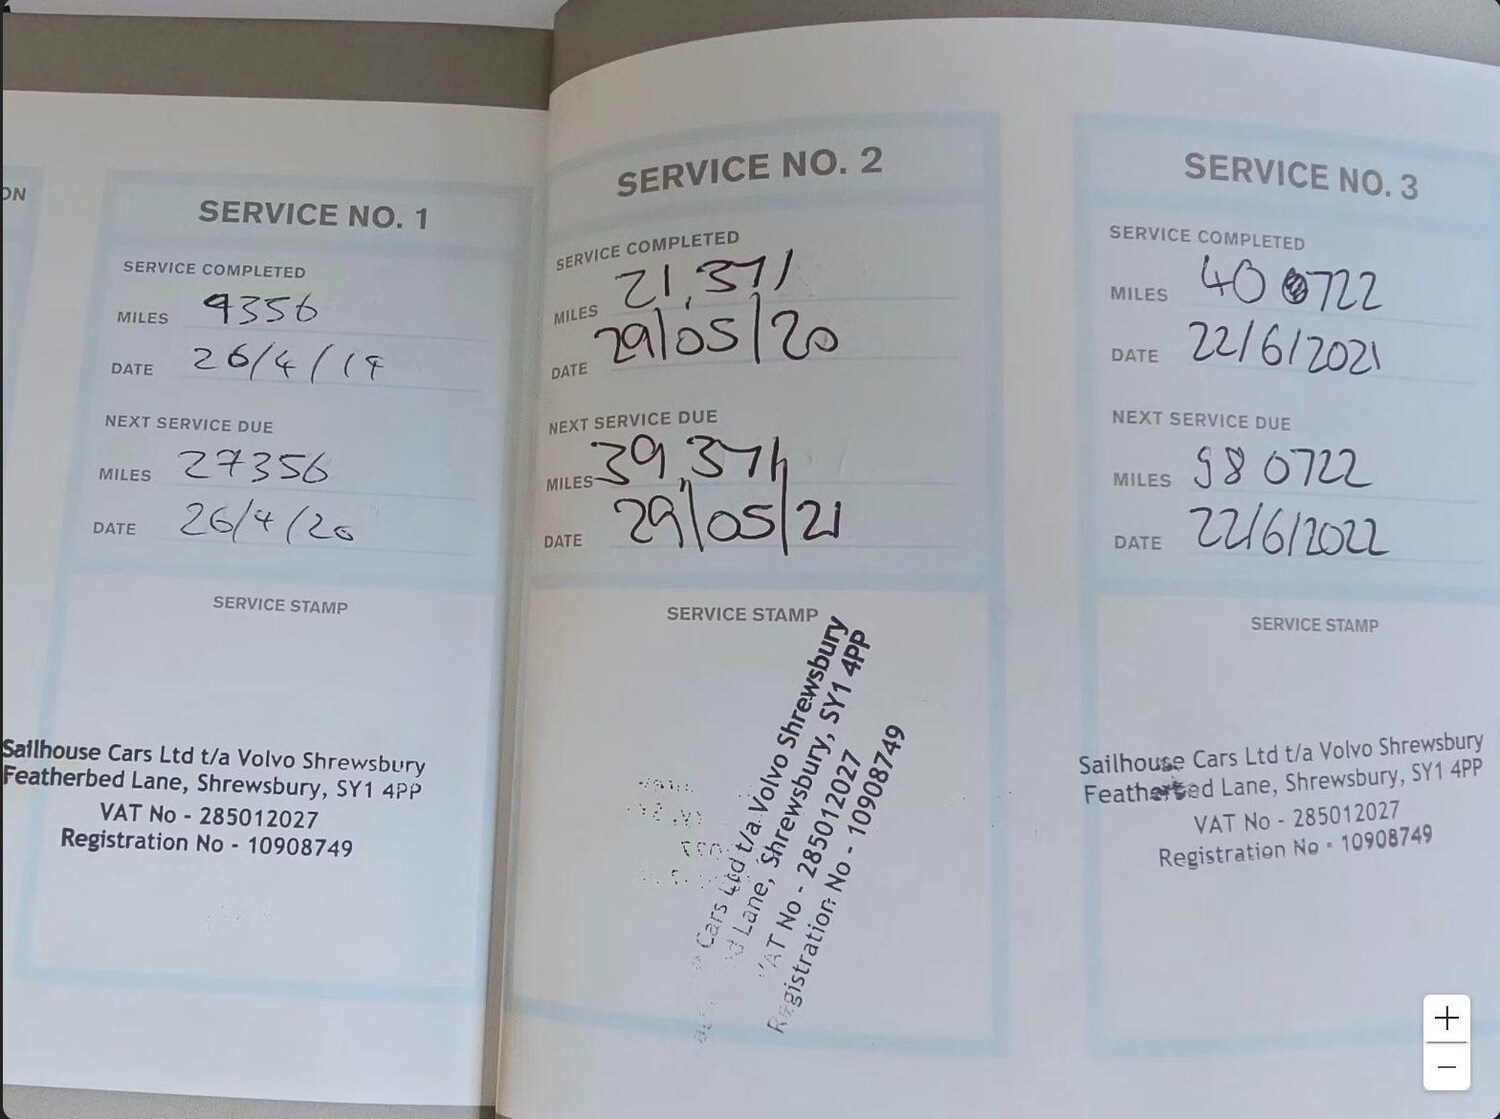 ON
SERVICE NO. 1
SERVICE COMPLETED
MILES 9356
DATE 26/4/19
NEXT SERVICE DUE
MILES 27356
DATE 26/4/20
SERVICE STAMP
Sailhouse Cars Ltd t/a Volvo Shrewsbury
Featherbed Lane, Shrewsbury, SY1 4PP
VAT No - 285012027
Registration No - 10908749
SERVICE NO. 2
SERVICE COMPLETED
MILES 21,371
DATE 29/05/20
NEXT SERVICE DUE
MILES 39,371
DATE 29/05/21
SERVICE STAMP
Cars Ltd t/a Volvo Shrewsbury
Lane, Shrewsbury, SY1 4PP
VAT No - 285012027
Registration No - 10908749
SERVICE NO. 3
SERVICE COMPLETED
MILES 40 0722
DATE 22/6/2021
NEXT SERVICE DUE
MILES 580722
DATE 22/6/2022
SERVICE STAMP
Sailhouse Cars Ltd t/a Volvo Shrewsbury
Featherbed Lane, Shrewsbury, SY1 4PP
VAT No - 285012027
Registration No - 10908749